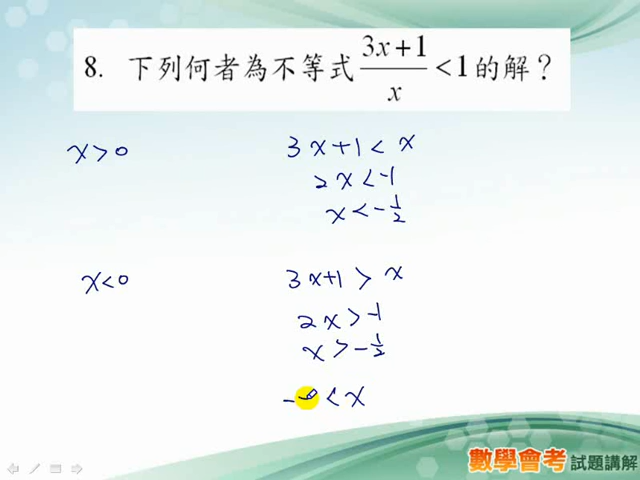 8. 下列何者為不等式 (3x+1)/x < 1 的解？
x > 0
3x+1 < x
2x < -1
x < -1/2
x < 0
3x+1 > x
2x > -1
x > -1/2
< x
數學會考 試題講解